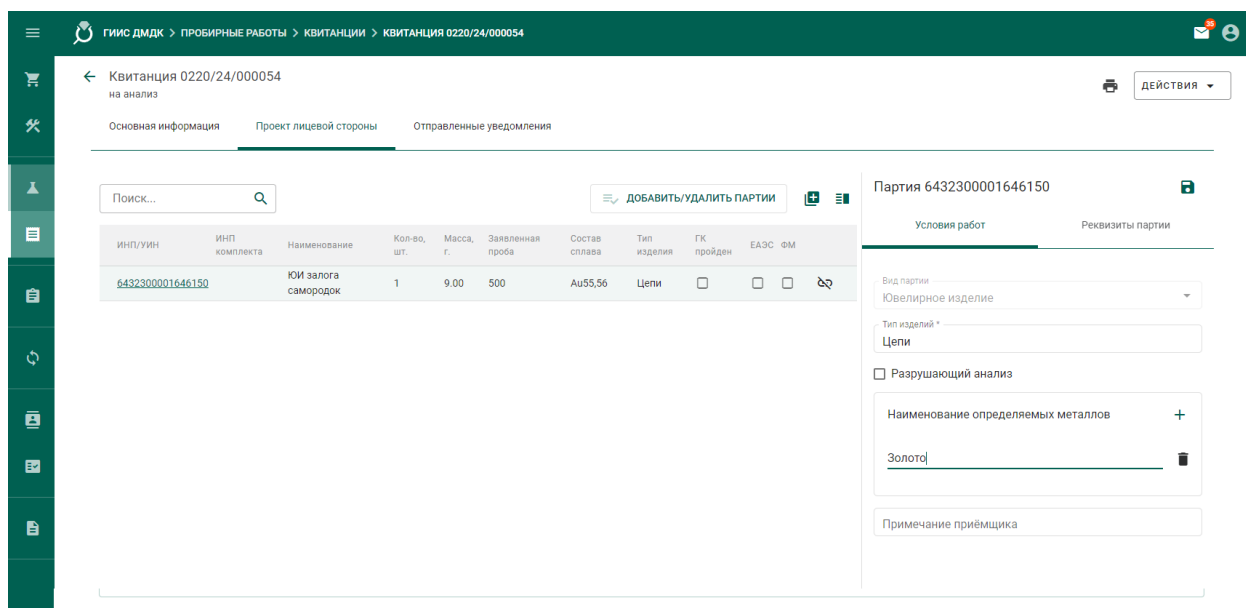 ГИИС ДМДК > ПРОБИРНЫЕ РАБОТЫ > КВИТАНЦИИ > КВИТАНЦИЯ 0220/24/000054
35
Квитанция 0220/24/000054
на анализ
ДЕЙСТВИЯ
Основная информация Проект лицевой стороны Отправленные уведомления
Поиск...
ДОБАВИТЬ/УДАЛИТЬ ПАРТИИ
ИНП/УИН ИНП комплекта Наименование Кол-во, шт. Масса, г. Заявленная проба Состав сплава Тип изделия ГК пройден ЕАЭС ФМ
6432300001646150 ЮИ залога самородок 1 9.00 500 Au55,56 Цепи
Партия 6432300001646150
Условия работ Реквизиты партии
Вид партии
Ювелирное изделие
Тип изделий *
Цепи
Разрушающий анализ
Наименование определяемых металлов
Золото
Примечание приёмщика